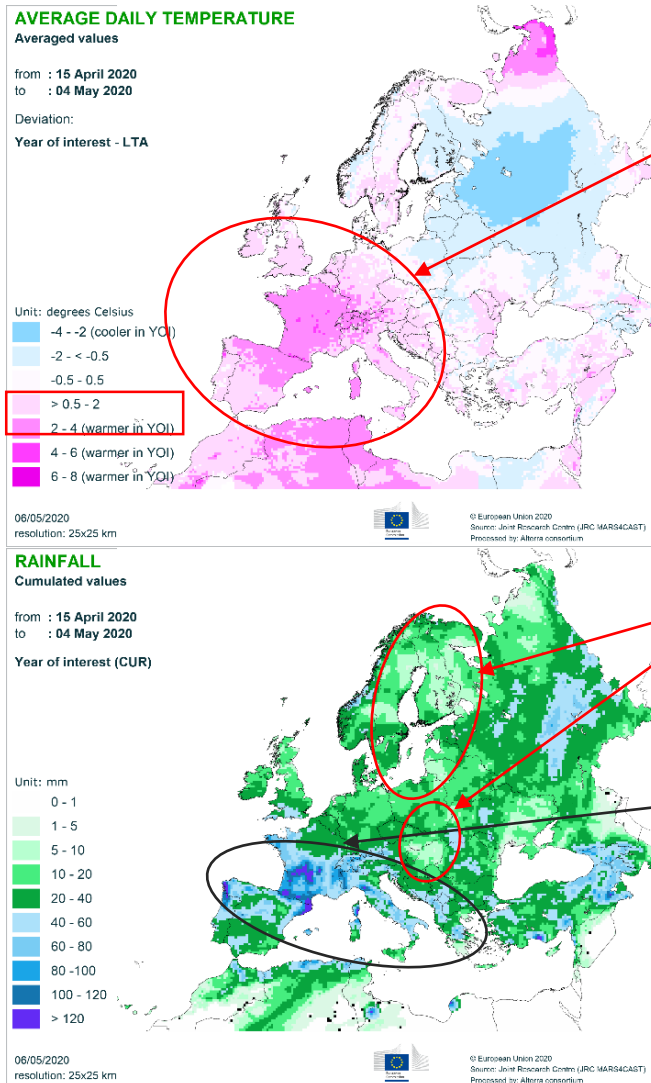 AVERAGE DAILY TEMPERATURE
Averaged values
from : 15 April 2020
to : 04 May 2020
Deviation:
Year of interest - LTA
Unit: degrees Celsius
-4 - -2 (cooler in YOI)
-2 - < -0.5
-0.5 - 0.5
> 0.5 - 2
2 - 4 (warmer in YOI)
4 - 6 (warmer in YOI)
6 - 8 (warmer in YOI)
06/05/2020
resolution: 25x25 km
European
Commission
© European Union 2020
Source: Joint Research Centre (JRC MARS4CAST)
Processed by: Alterra consortium
RAINFALL
Cumulated values
from : 15 April 2020
to : 04 May 2020
Year of interest (CUR)
Unit: mm
0 - 1
1 - 5
5 - 10
10 - 20
20 - 40
40 - 60
60 - 80
80 -100
100 - 120
> 120
06/05/2020
resolution: 25x25 km
European
Commission
© European Union 2020
Source: Joint Research Centre (JRC MARS4CAST)
Processed by: Alterra consortium